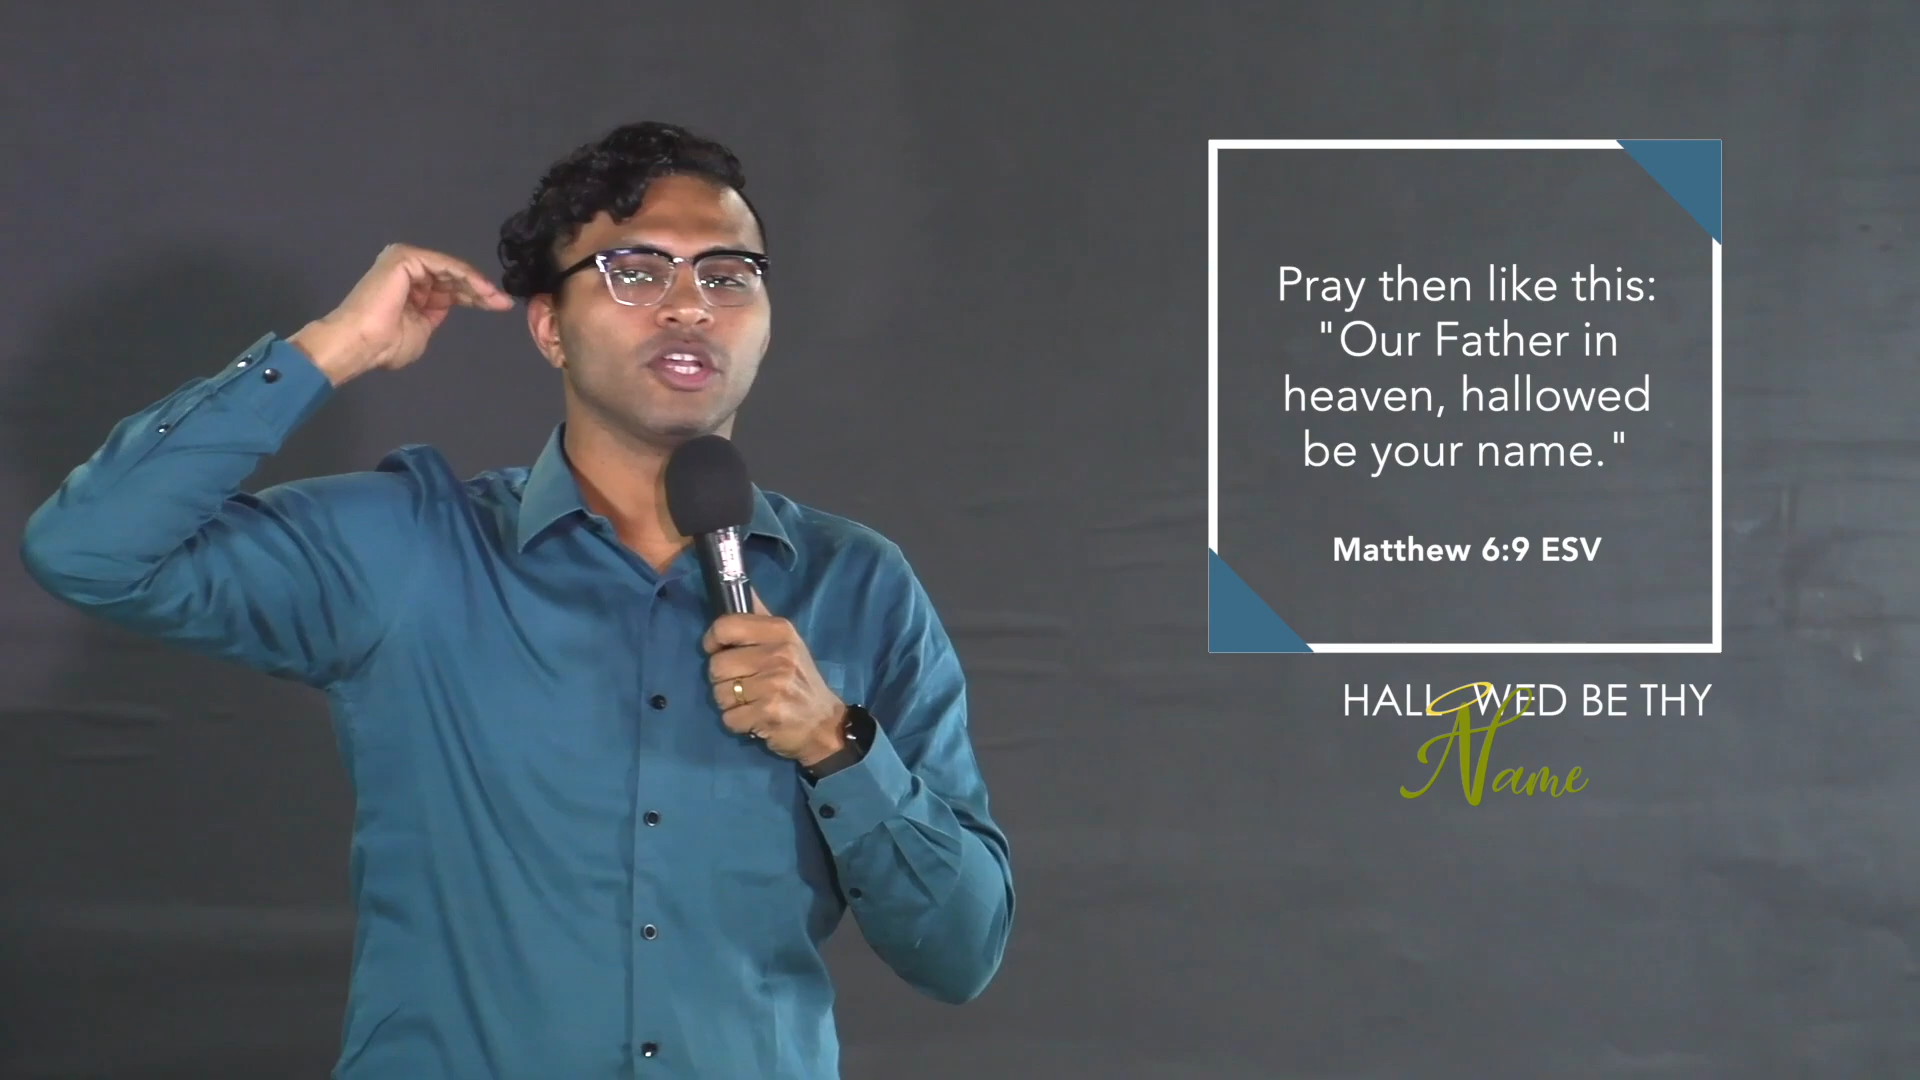 Pray then like this:
"Our Father in
heaven, hallowed
be your name."
Matthew 6:9 ESV
HALLOWED BE THY
Name